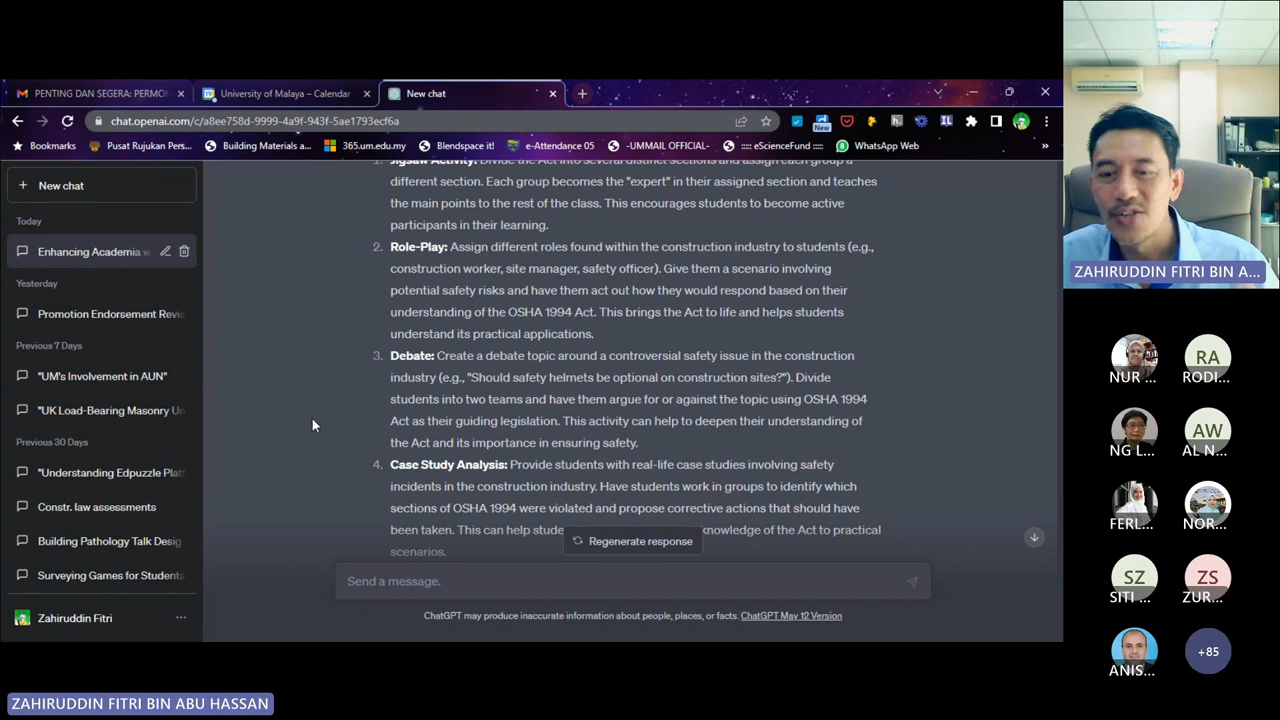 PENTING DAN SEGERA: PERMOH
University of Malaya – Calendar
New chat
chat.openai.com/c/a8ee758d-9999-4a9f-943f-5ae1793ecf6a
New
Bookmarks
Pusat Rujukan Pers...
Building Materials a...
365.um.edu.my
Blendspace it!
e-Attendance 05
-UMMAIL OFFICIAL-
:::: eScienceFund ::::
WhatsApp Web
New chat
Today
Enhancing Academia w
Yesterday
Promotion Endorsement Revi
Previous 7 Days
"UM's Involvement in AUN"
"UK Load-Bearing Masonry Un
Previous 30 Days
"Understanding Edpuzzle Platf
Constr. law assessments
Building Pathology Talk Desig
Surveying Games for Students
Zahiruddin Fitri
1. Jigsaw Activity: Divide the Act into several distinct sections and assign each group a
different section. Each group becomes the "expert" in their assigned section and teaches
the main points to the rest of the class. This encourages students to become active
participants in their learning.
2. Role-Play: Assign different roles found within the construction industry to students (e.g.,
construction worker, site manager, safety officer). Give them a scenario involving
potential safety risks and have them act out how they would respond based on their
understanding of the OSHA 1994 Act. This brings the Act to life and helps students
understand its practical applications.
3. Debate: Create a debate topic around a controversial safety issue in the construction
industry (e.g., "Should safety helmets be optional on construction sites?"). Divide
students into two teams and have them argue for or against the topic using OSHA 1994
Act as their guiding legislation. This activity can help to deepen their understanding of
the Act and its importance in ensuring safety.
4. Case Study Analysis: Provide students with real-life case studies involving safety
incidents in the construction industry. Have students work in groups to identify which
sections of OSHA 1994 were violated and propose corrective actions that should have
been taken. This can help stude knowledge of the Act to practical
scenarios.
Regenerate response
Send a message.
ChatGPT may produce inaccurate information about people, places, or facts. ChatGPT May 12 Version
ZAHIRUDDIN FITRI BIN A...
NUR ...
RA
RODI...
NG L...
AW
AL N...
FERL...
NOR...
SZ
SITI ...
ZS
ZUR...
ANIS...
+85
ZAHIRUDDIN FITRI BIN ABU HASSAN